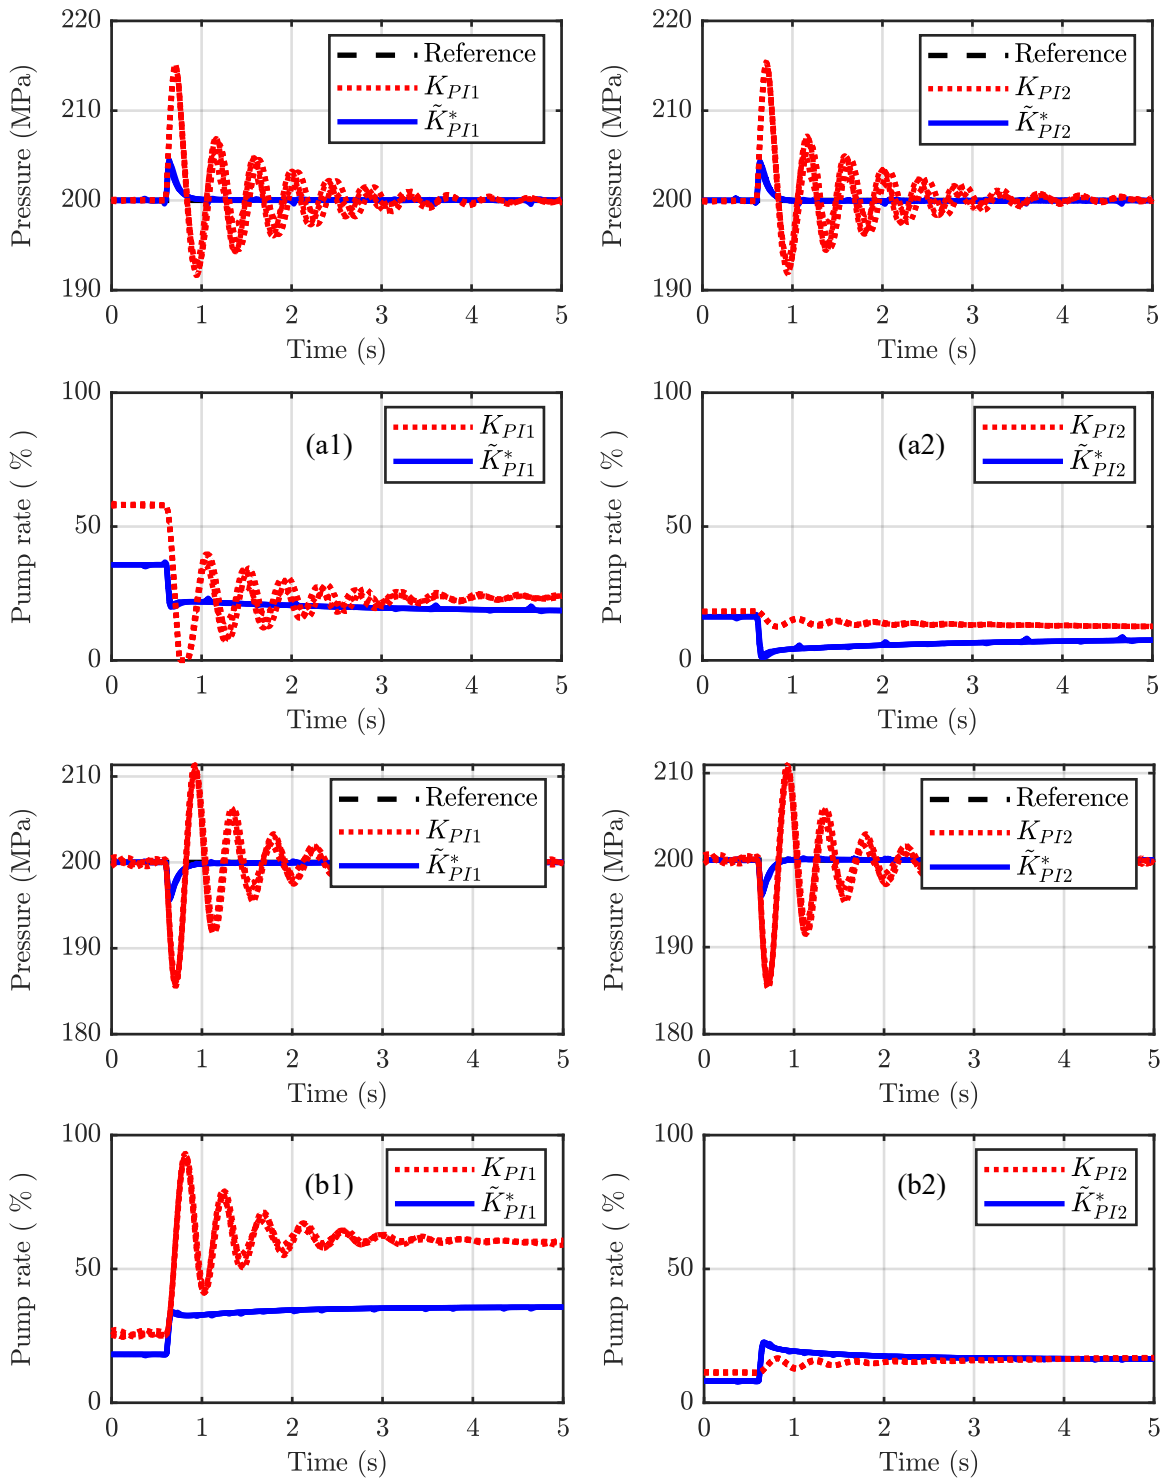 220
210
200
190
Pressure (MPa)
Reference
K_{PI1}
K̃*_{PI1}
0 1 2 3 4 5
Time (s)
220
210
200
190
Pressure (MPa)
Reference
K_{PI2}
K̃*_{PI2}
0 1 2 3 4 5
Time (s)
100
50
0
Pump rate ( % )
(a1)
K_{PI1}
K̃*_{PI1}
0 1 2 3 4 5
Time (s)
100
50
0
Pump rate ( % )
(a2)
K_{PI2}
K̃*_{PI2}
0 1 2 3 4 5
Time (s)
210
200
190
180
Pressure (MPa)
Reference
K_{PI1}
K̃*_{PI1}
0 1 2 3 4 5
Time (s)
210
200
190
180
Pressure (MPa)
Reference
K_{PI2}
K̃*_{PI2}
0 1 2 3 4 5
Time (s)
100
50
0
Pump rate ( % )
(b1)
K_{PI1}
K̃*_{PI1}
0 1 2 3 4 5
Time (s)
100
50
0
Pump rate ( % )
(b2)
K_{PI2}
K̃*_{PI2}
0 1 2 3 4 5
Time (s)